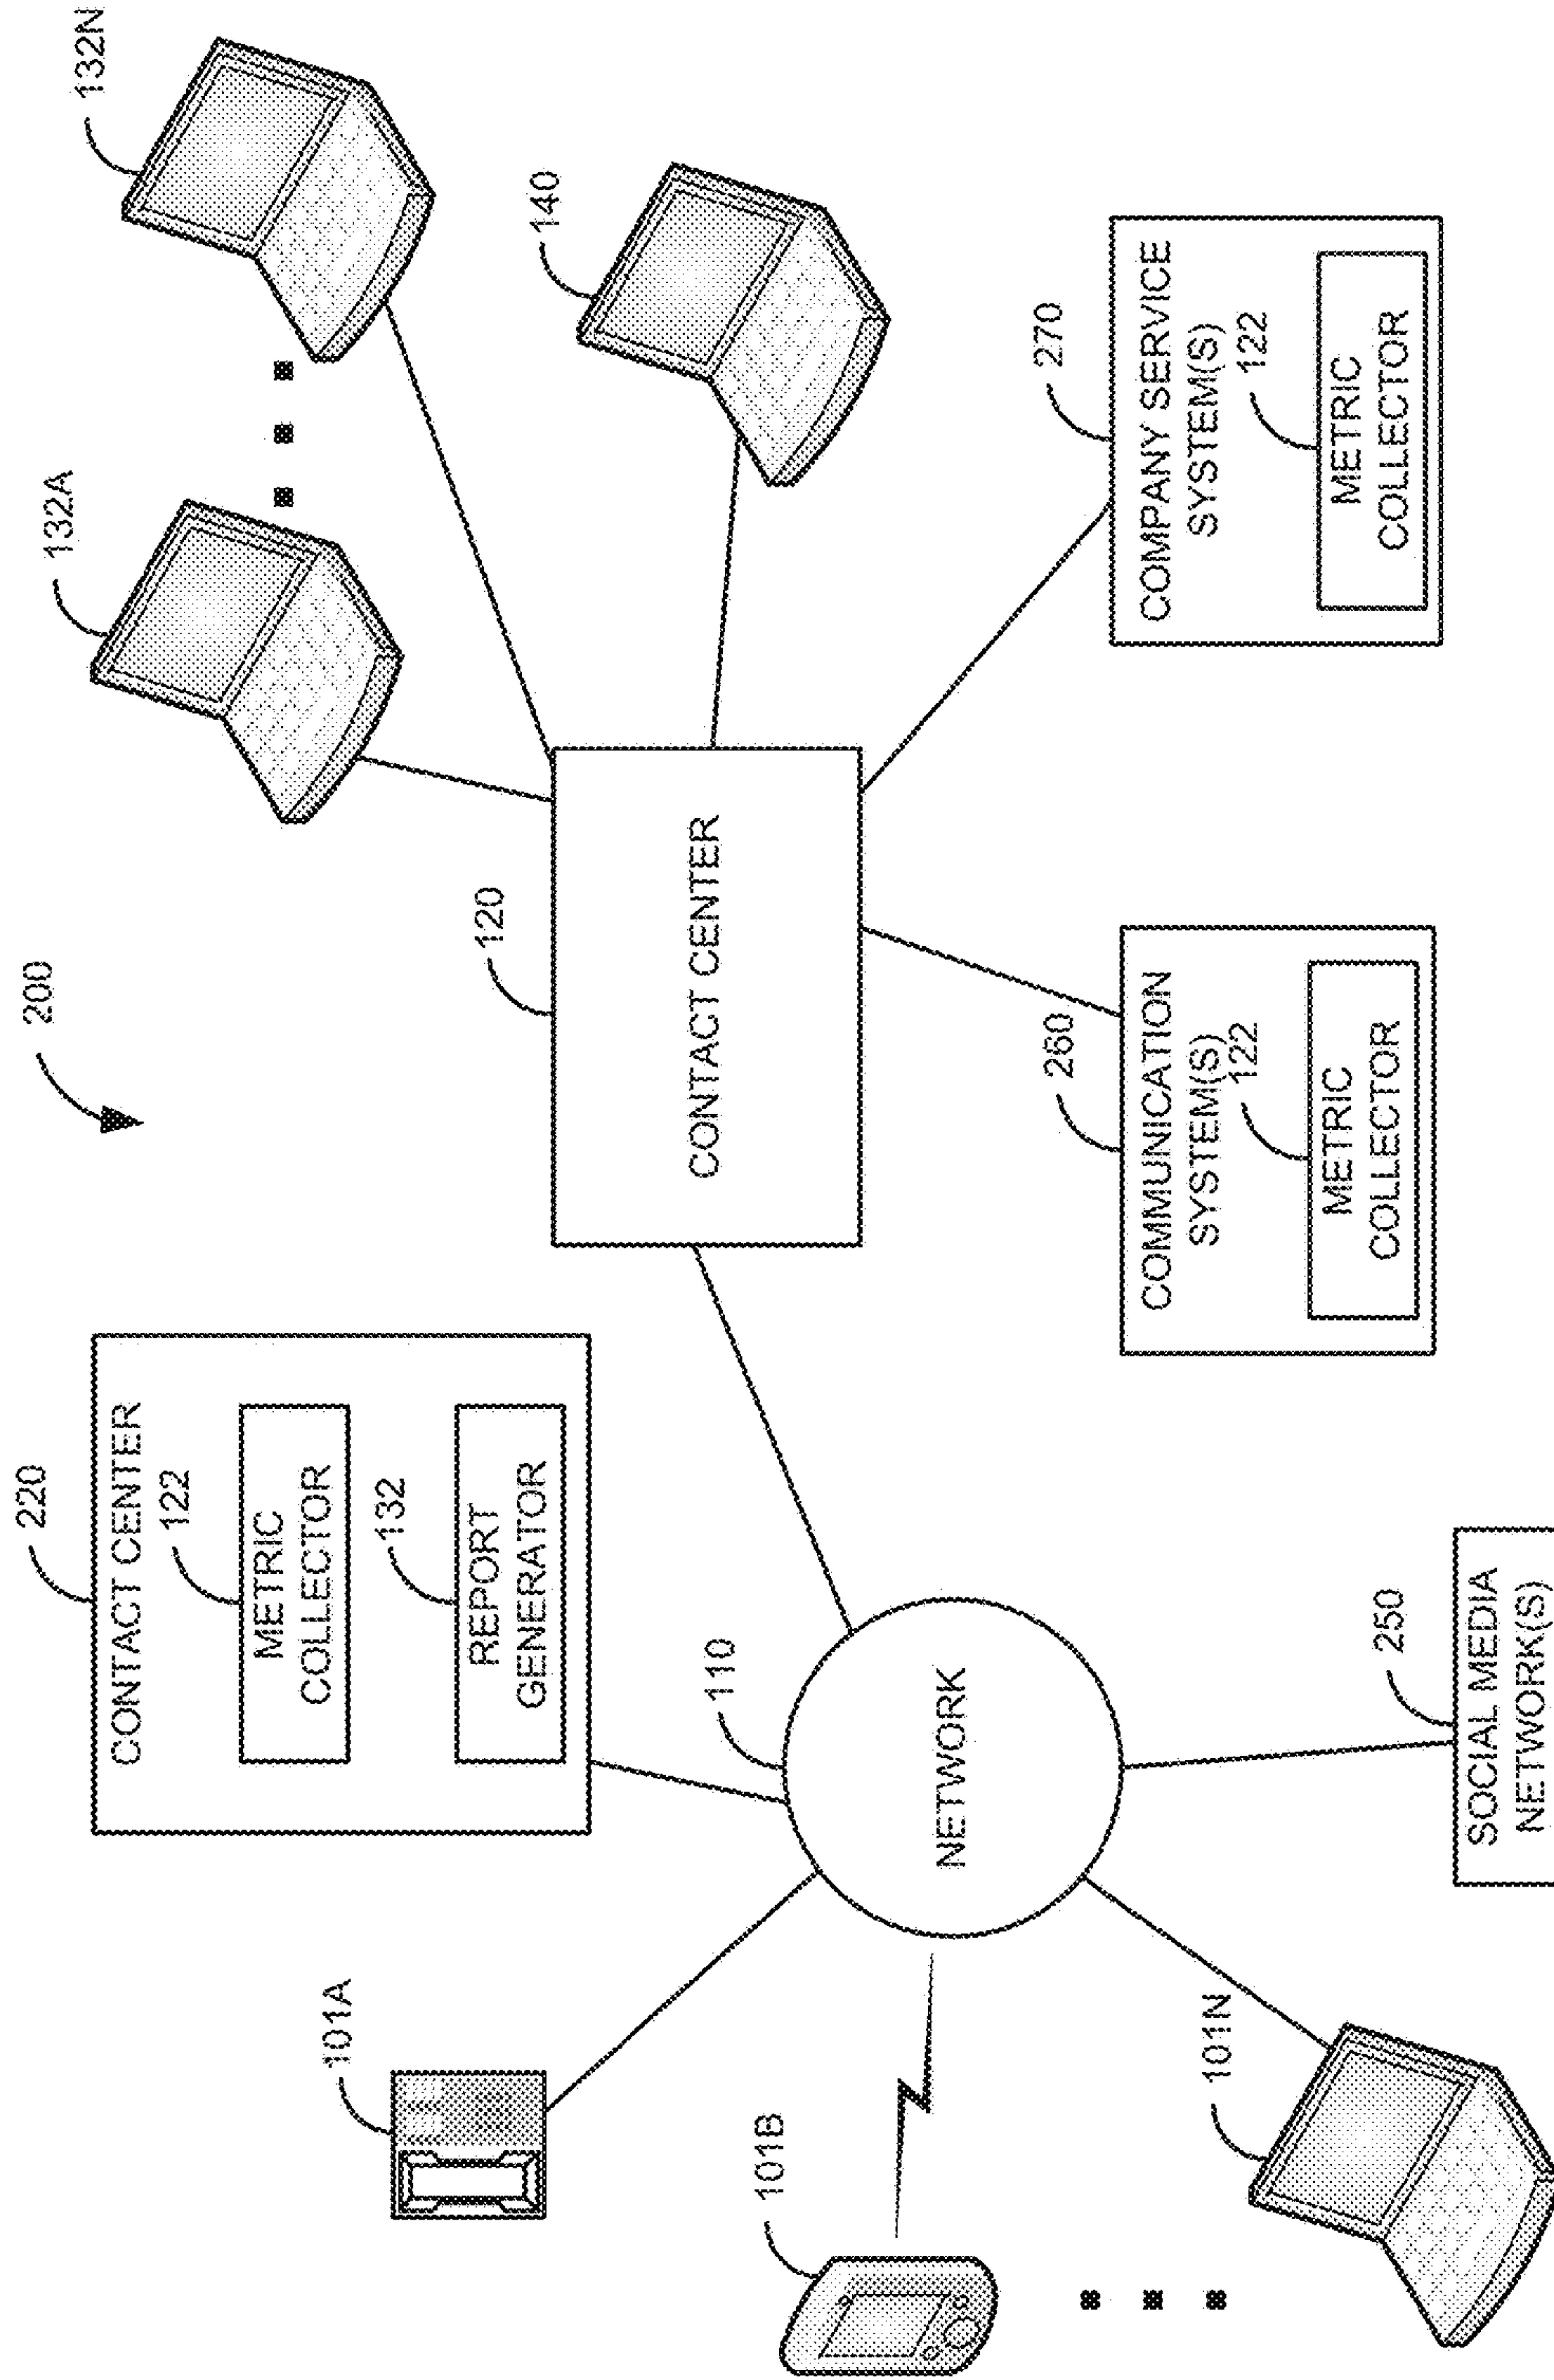 200
220
CONTACT CENTER
122
METRIC
COLLECTOR
132
REPORT
GENERATOR
101A
101B
101N
110
NETWORK
250
SOCIAL MEDIA
NETWORK(S)
120
CONTACT CENTER
132A
132N
140
260
COMMUNICATION
SYSTEM(S)
122
METRIC
COLLECTOR
270
COMPANY SERVICE
SYSTEM(S)
122
METRIC
COLLECTOR